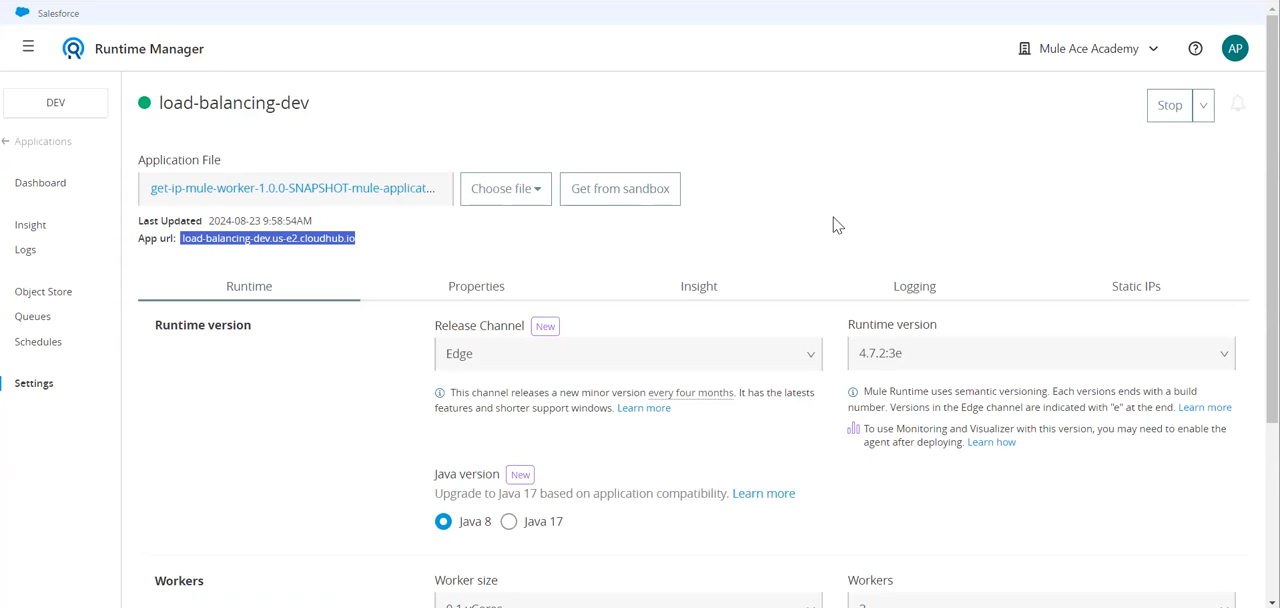 Salesforce
Runtime Manager
Mule Ace Academy
AP
DEV
load-balancing-dev
Stop
Applications
Application File
Dashboard
get-ip-mule-worker-1.0.0-SNAPSHOT-mule-applicat...
Choose file
Get from sandbox
Last Updated 2024-08-23 9:58:54AM
Insight
App url: load-balancing-dev.us-e2.cloudhub.io
Logs
Object Store
Runtime
Properties
Insight
Logging
Static IPs
Queues
Runtime version
Release Channel New
Runtime version
Schedules
Edge
4.7.2:3e
Settings
This channel releases a new minor version every four months. It has the latest
features and shorter support windows. Learn more
Mule Runtime uses semantic versioning. Each versions ends with a build
number. Versions in the Edge channel are indicated with "e" at the end. Learn more
To use Monitoring and Visualizer with this version, you may need to enable the
agent after deploying. Learn how
Java version New
Upgrade to Java 17 based on application compatibility. Learn more
Java 8
Java 17
Workers
Worker size
Workers